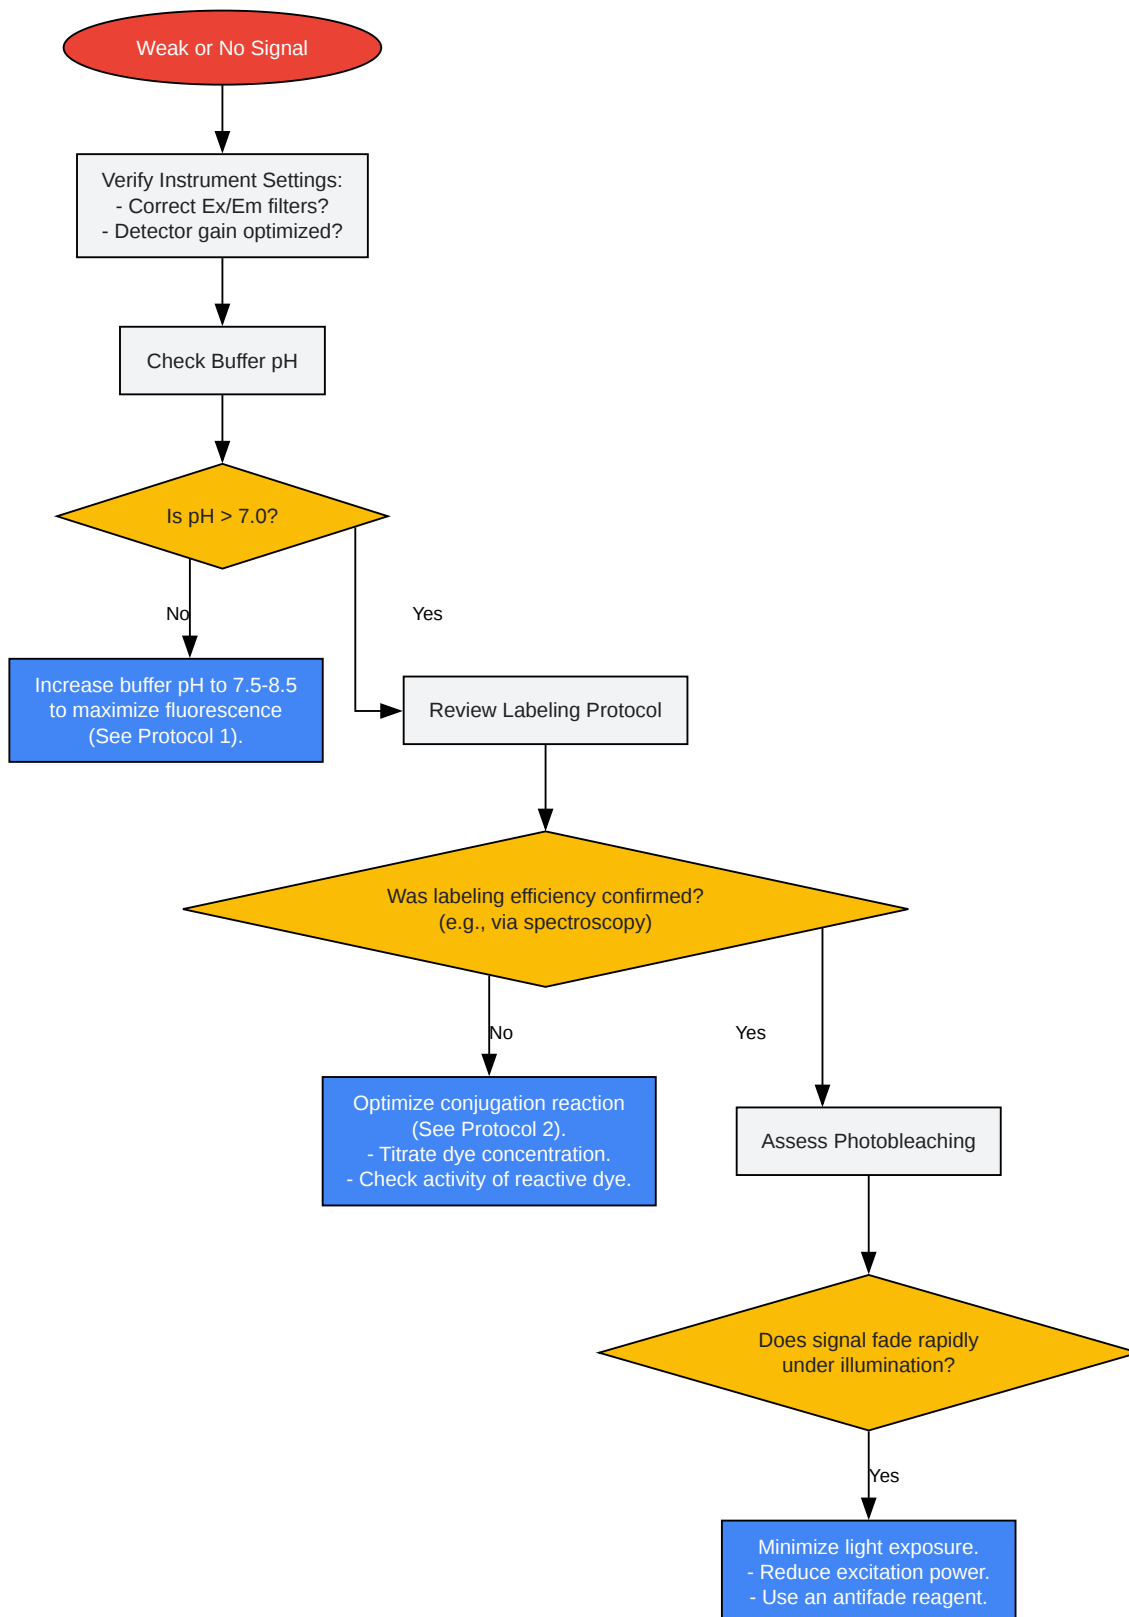 Weak or No Signal
Verify Instrument Settings:
- Correct Ex/Em filters?
- Detector gain optimized?
Check Buffer pH
Is pH > 7.0?
No
Yes
Increase buffer pH to 7.5-8.5
to maximize fluorescence
(See Protocol 1).
Review Labeling Protocol
Was labeling efficiency confirmed?
(e.g., via spectroscopy)
No
Yes
Optimize conjugation reaction
(See Protocol 2).
- Titrate dye concentration.
- Check activity of reactive dye.
Assess Photobleaching
Does signal fade rapidly
under illumination?
Yes
Minimize light exposure.
- Reduce excitation power.
- Use an antifade reagent.